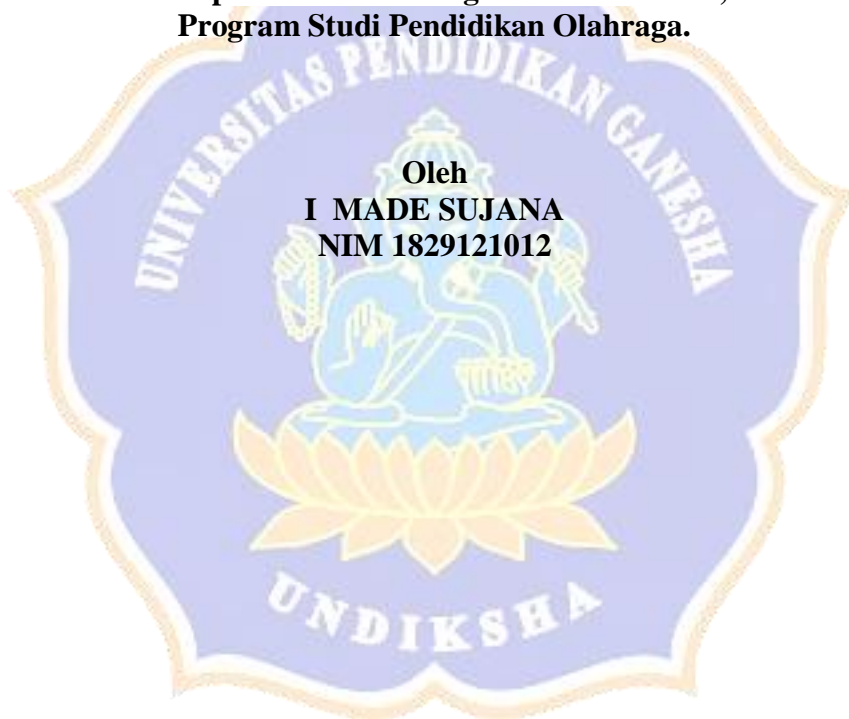 Program Studi Pendidikan Olahraga.
UNIVERSITAS PENDIDIKAN GANESHA
Oleh
I MADE SUJANA
NIM 1829121012
UNDIKSHA